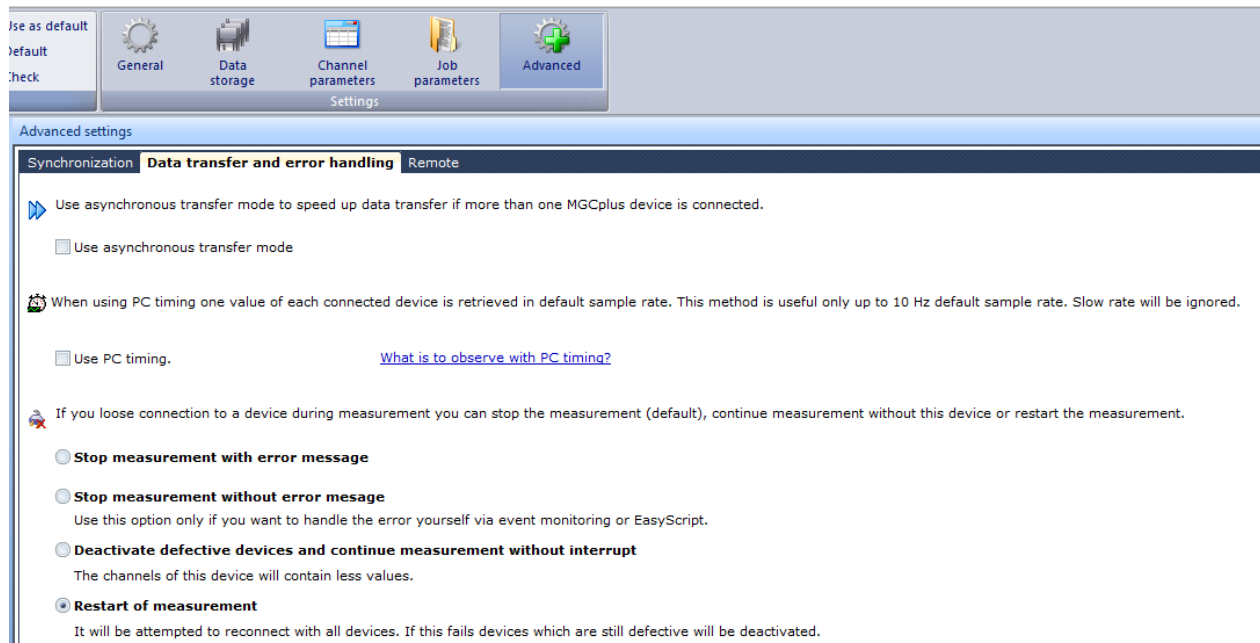 Use as default
Default
Check
General
Data
storage
Channel
parameters
Job
parameters
Advanced
Settings
Advanced settings
Synchronization Data transfer and error handling Remote
Use asynchronous transfer mode to speed up data transfer if more than one MGCplus device is connected.
Use asynchronous transfer mode
When using PC timing one value of each connected device is retrieved in default sample rate. This method is useful only up to 10 Hz default sample rate. Slow rate will be ignored.
Use PC timing. What is to observe with PC timing?
If you loose connection to a device during measurement you can stop the measurement (default), continue measurement without this device or restart the measurement.
Stop measurement with error message
Stop measurement without error mesage
Use this option only if you want to handle the error yourself via event monitoring or EasyScript.
Deactivate defective devices and continue measurement without interrupt
The channels of this device will contain less values.
Restart of measurement
It will be attempted to reconnect with all devices. If this fails devices which are still defective will be deactivated.